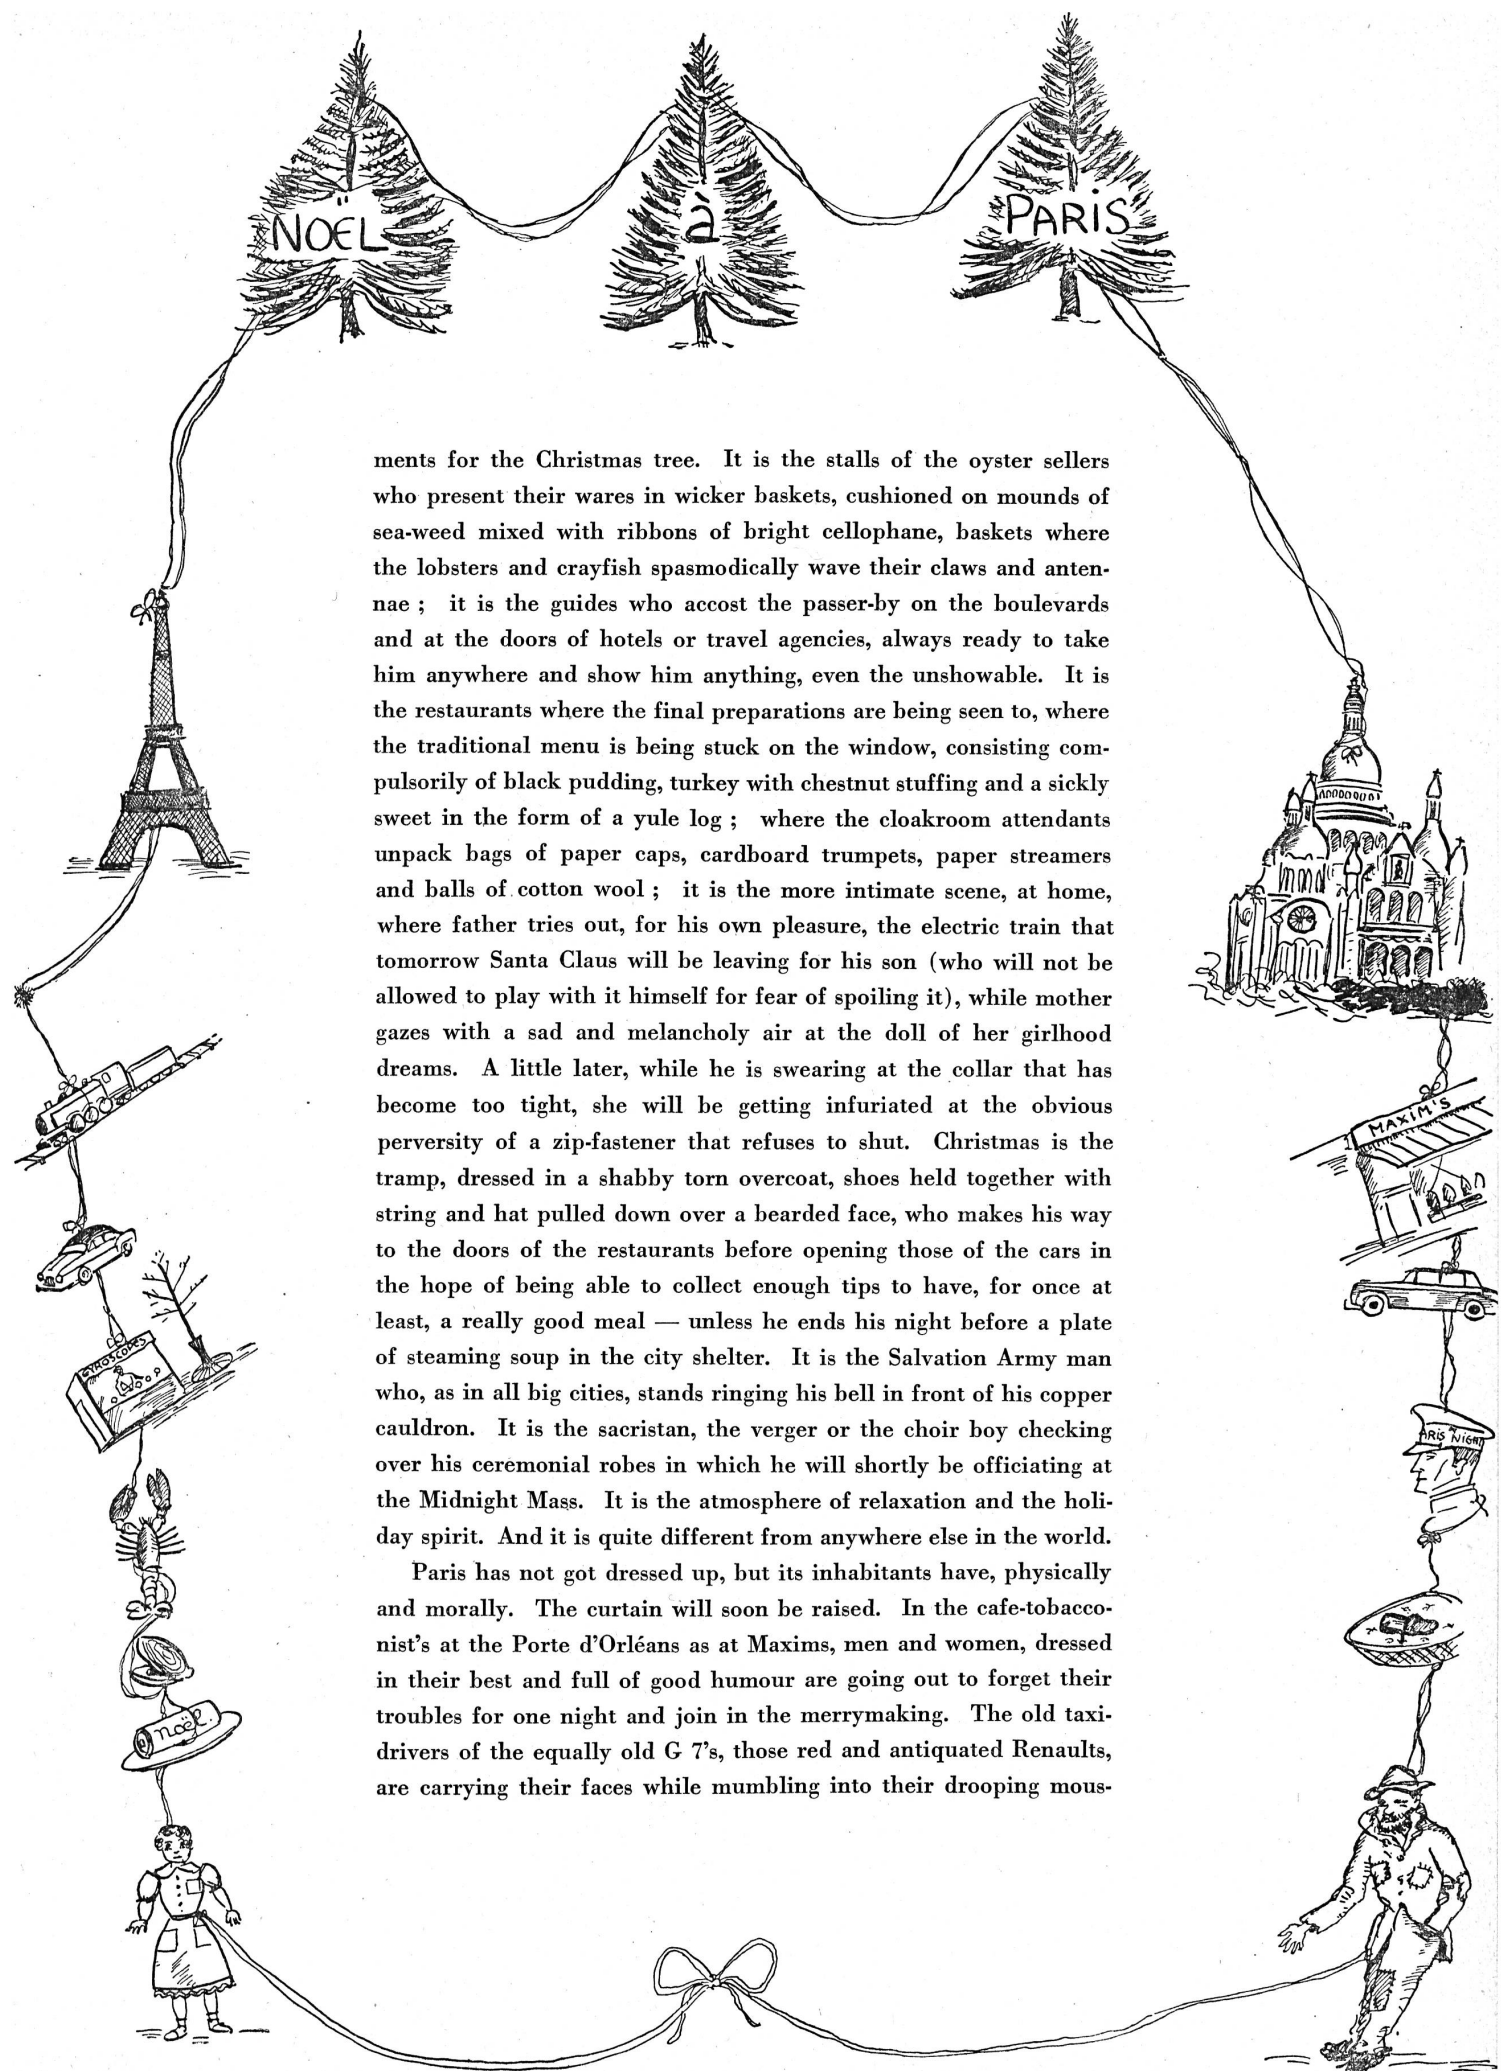 NOËL
à
PARIS
ments for the Christmas tree. It is the stalls of the oyster sellers
who present their wares in wicker baskets, cushioned on mounds of
sea-weed mixed with ribbons of bright cellophane, baskets where
the lobsters and crayfish spasmodically wave their claws and anten-
nae ; it is the guides who accost the passer-by on the boulevards
and at the doors of hotels or travel agencies, always ready to take
him anywhere and show him anything, even the unshowable. It is
the restaurants where the final preparations are being seen to, where
the traditional menu is being stuck on the window, consisting com-
pulsorily of black pudding, turkey with chestnut stuffing and a sickly
sweet in the form of a yule log ; where the cloakroom attendants
unpack bags of paper caps, cardboard trumpets, paper streamers
and balls of cotton wool ; it is the more intimate scene, at home,
where father tries out, for his own pleasure, the electric train that
tomorrow Santa Claus will be leaving for his son (who will not be
allowed to play with it himself for fear of spoiling it), while mother
gazes with a sad and melancholy air at the doll of her girlhood
dreams. A little later, while he is swearing at the collar that has
become too tight, she will be getting infuriated at the obvious
perversity of a zip-fastener that refuses to shut. Christmas is the
tramp, dressed in a shabby torn overcoat, shoes held together with
string and hat pulled down over a bearded face, who makes his way
to the doors of the restaurants before opening those of the cars in
the hope of being able to collect enough tips to have, for once at
least, a really good meal — unless he ends his night before a plate
of steaming soup in the city shelter. It is the Salvation Army man
who, as in all big cities, stands ringing his bell in front of his copper
cauldron. It is the sacristan, the verger or the choir boy checking
over his ceremonial robes in which he will shortly be officiating at
the Midnight Mass. It is the atmosphere of relaxation and the holi-
day spirit. And it is quite different from anywhere else in the world.
Paris has not got dressed up, but its inhabitants have, physically
and morally. The curtain will soon be raised. In the cafe-tobacco-
nist's at the Porte d'Orléans as at Maxims, men and women, dressed
in their best and full of good humour are going out to forget their
troubles for one night and join in the merrymaking. The old taxi-
drivers of the equally old G 7's, those red and antiquated Renaults,
are carrying their faces while mumbling into their drooping mous-
MAXIM'S
GYROSCOPES
ARIS NIGHT
noël.